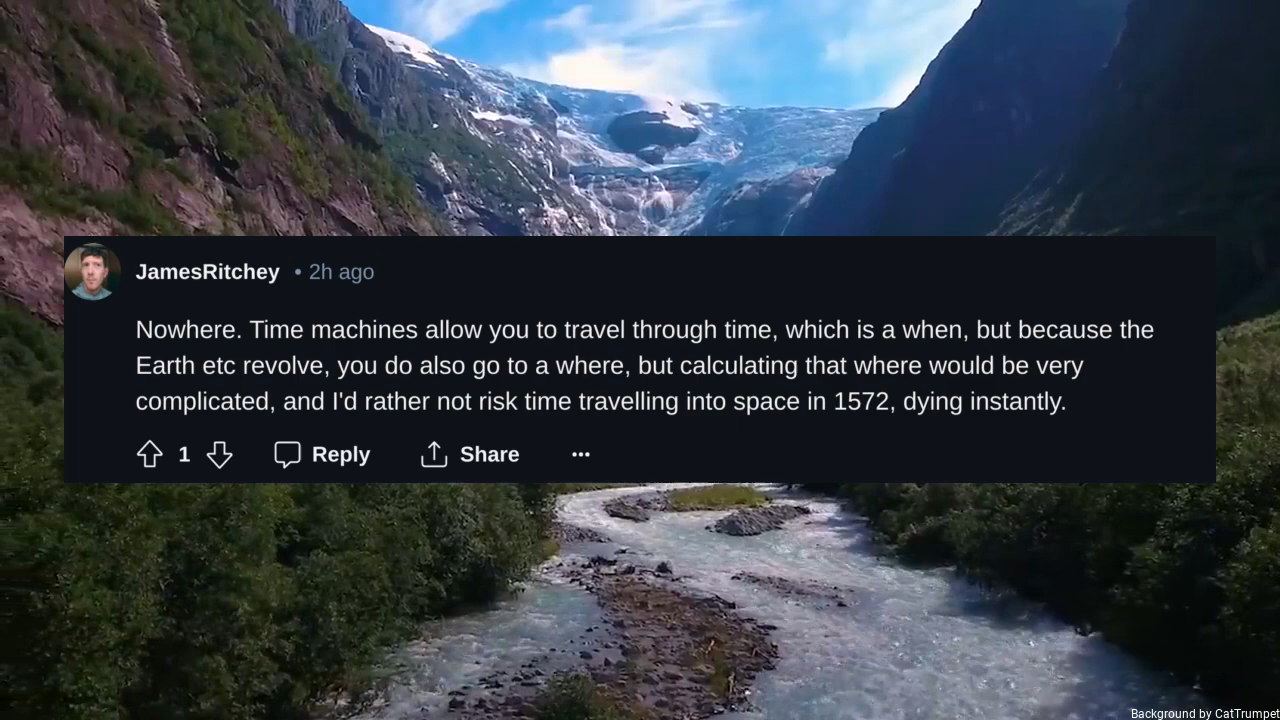 JamesRitchey • 2h ago
Nowhere. Time machines allow you to travel through time, which is a when, but because the
Earth etc revolve, you do also go to a where, but calculating that where would be very
complicated, and I'd rather not risk time travelling into space in 1572, dying instantly.
1 Reply Share •••
Background by CatTrumpet